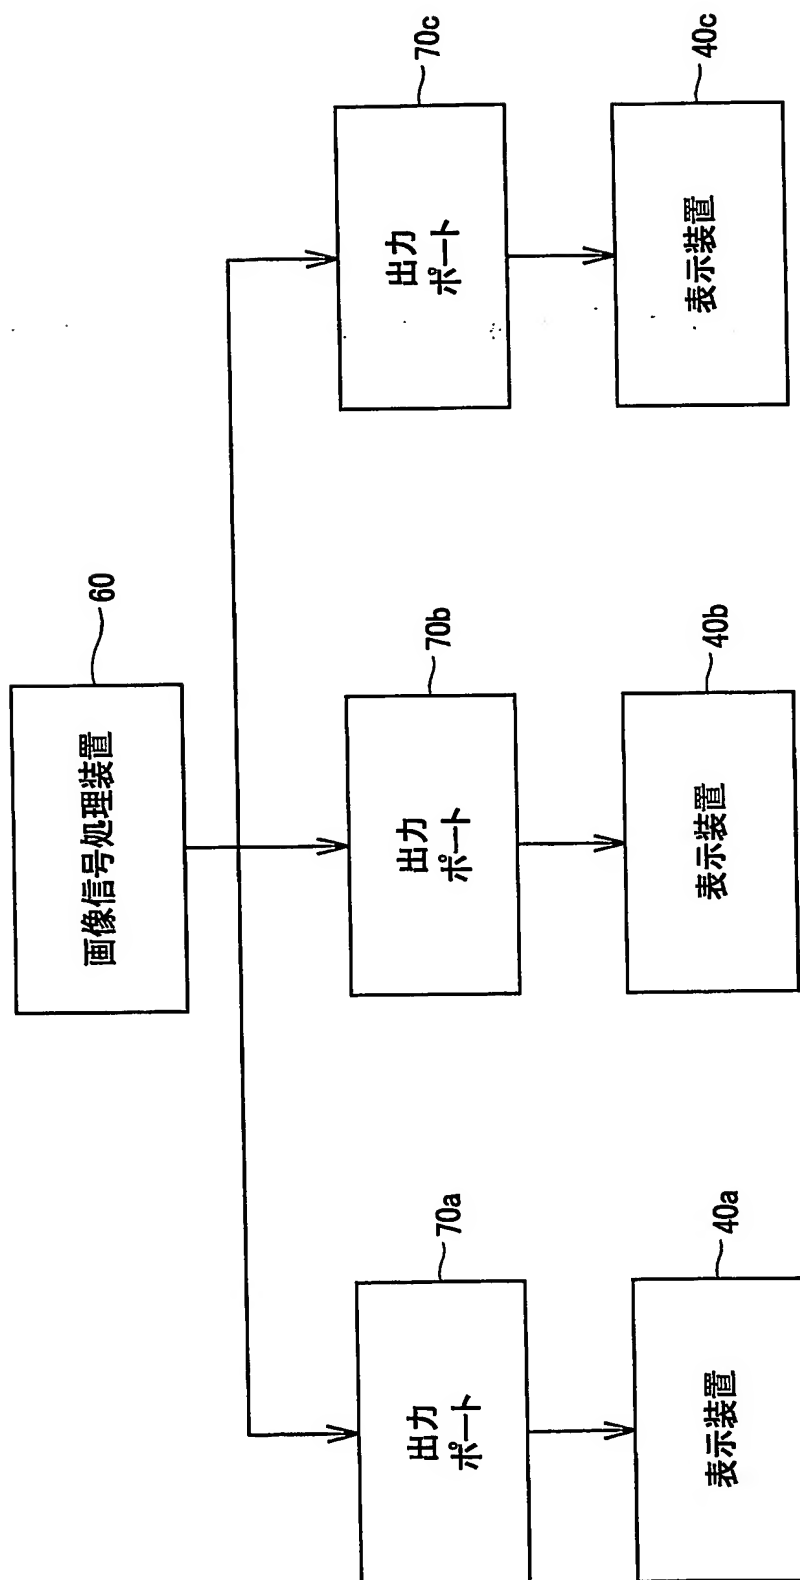 画像信号処理装置
60
出力
ポート
70a
出力
ポート
70b
出力
ポート
70c
表示装置
40a
表示装置
40b
表示装置
40c